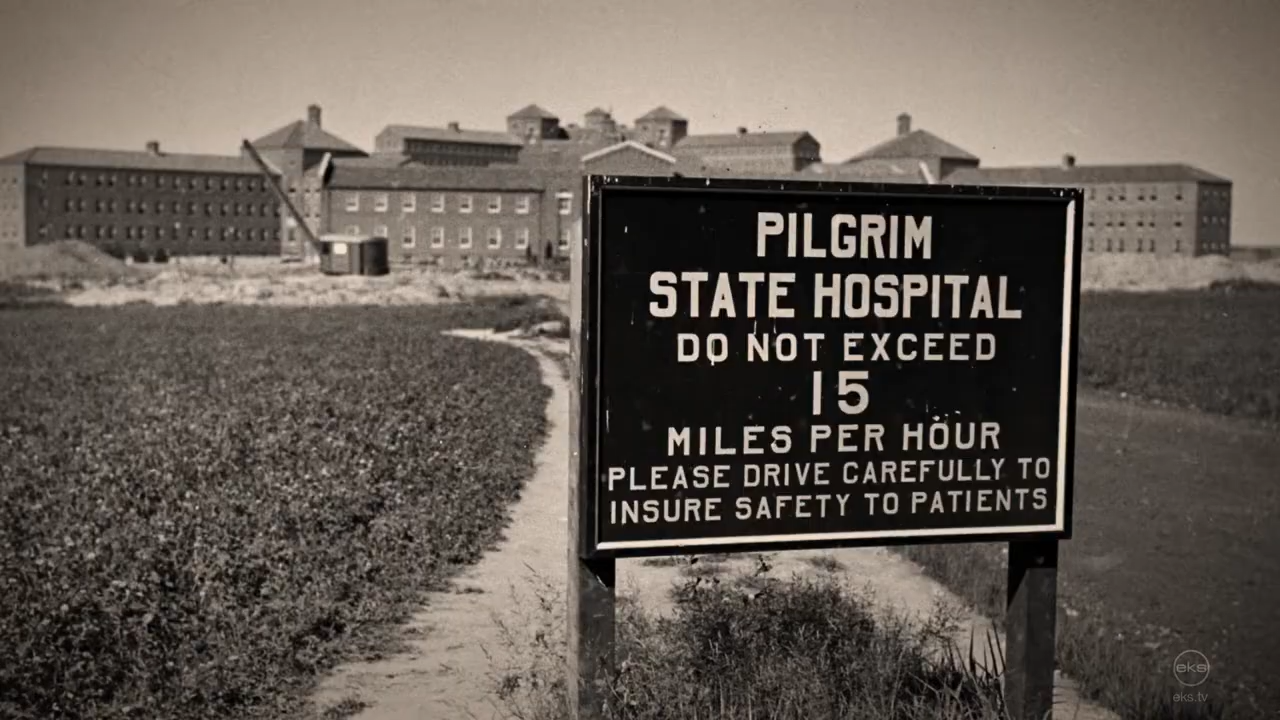 PILGRIM
STATE HOSPITAL
DO NOT EXCEED
15
MILES PER HOUR
PLEASE DRIVE CAREFULLY TO
INSURE SAFETY TO PATIENTS
eks
eks.tv